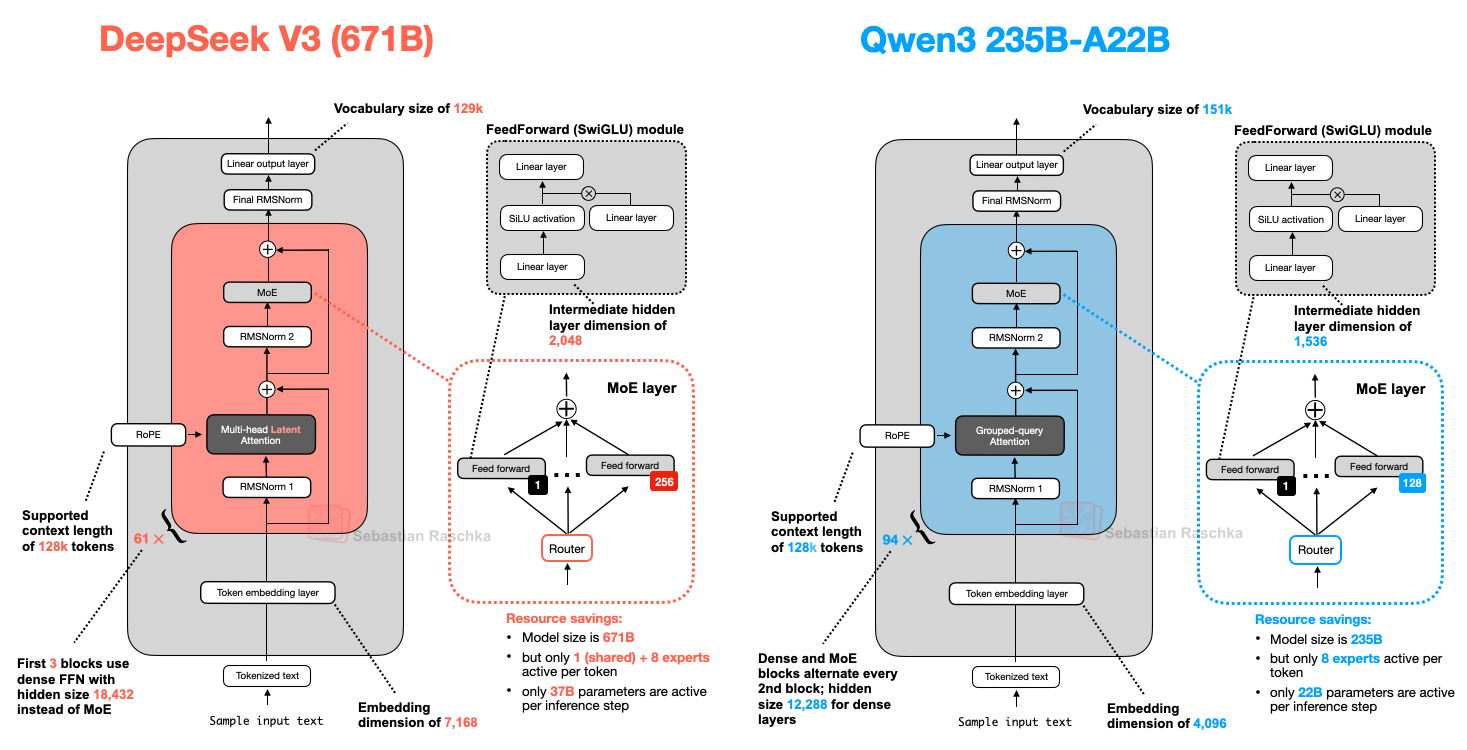 DeepSeek V3 (671B)
Vocabulary size of 129k
FeedForward (SwiGLU) module
Linear layer
SiLU activation
Linear layer
Linear layer
Intermediate hidden
layer dimension of
2,048
Linear output layer
Final RMSNorm
MoE
RMSNorm 2
Multi-head Latent
Attention
RoPE
RMSNorm 1
Supported
context length
of 128k tokens
61 ×
Sebastian Raschka
MoE layer
Feed forward
1
...
Feed forward
256
Router
Token embedding layer
Tokenized text
Sample input text
First 3 blocks use
dense FFN with
hidden size 18,432
instead of MoE
Embedding
dimension of 7,168
Resource savings:
• Model size is 671B
• but only 1 (shared) + 8 experts
active per token
• only 37B parameters are active
per inference step
Qwen3 235B-A22B
Vocabulary size of 151k
FeedForward (SwiGLU) module
Linear layer
SiLU activation
Linear layer
Linear layer
Intermediate hidden
layer dimension of
1,536
Linear output layer
Final RMSNorm
MoE
RMSNorm 2
Grouped-query
Attention
RoPE
RMSNorm 1
Supported
context length
of 128k tokens
94 ×
Sebastian Raschka
MoE layer
Feed forward
1
...
Feed forward
128
Router
Token embedding layer
Tokenized text
Sample input text
Dense and MoE
blocks alternate every
2nd block; hidden
size 12,288 for dense
layers
Embedding
dimension of 4,096
Resource savings:
• Model size is 235B
• but only 8 experts active per
token
• only 22B parameters are active
per inference step